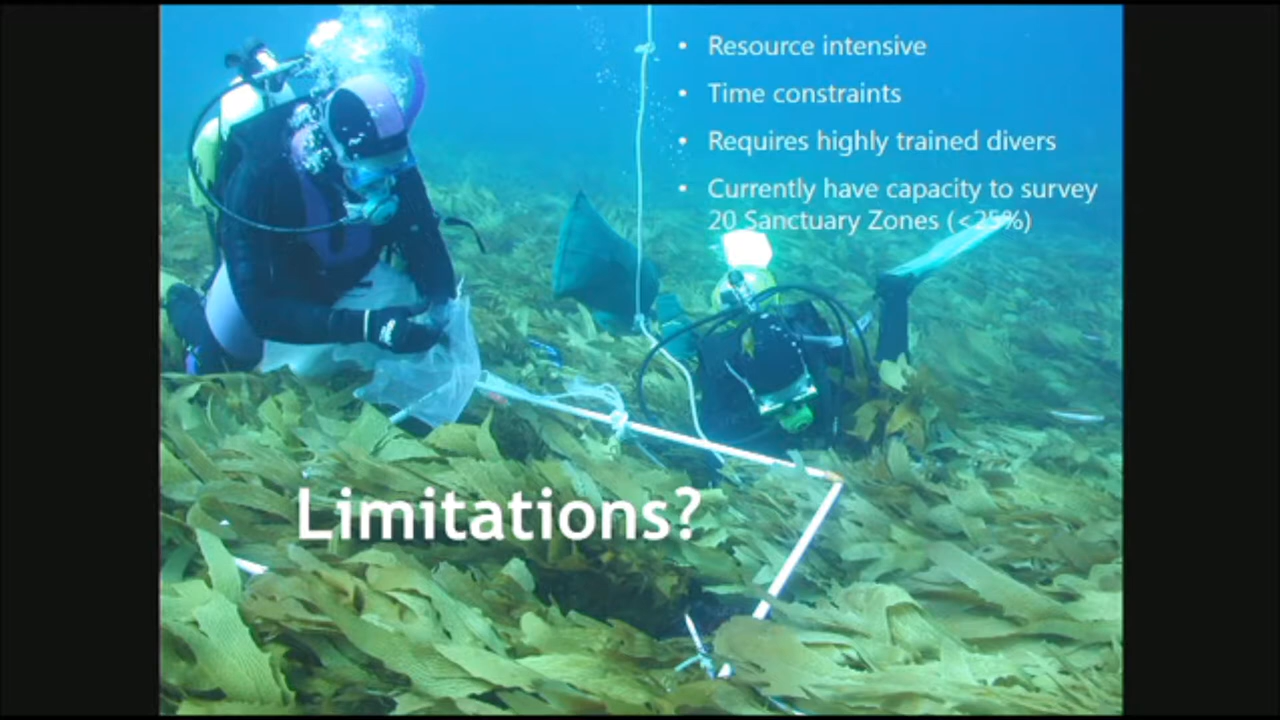 • Resource intensive
• Time constraints
• Requires highly trained divers
• Currently have capacity to survey
20 Sanctuary Zones (<25%)
Limitations?